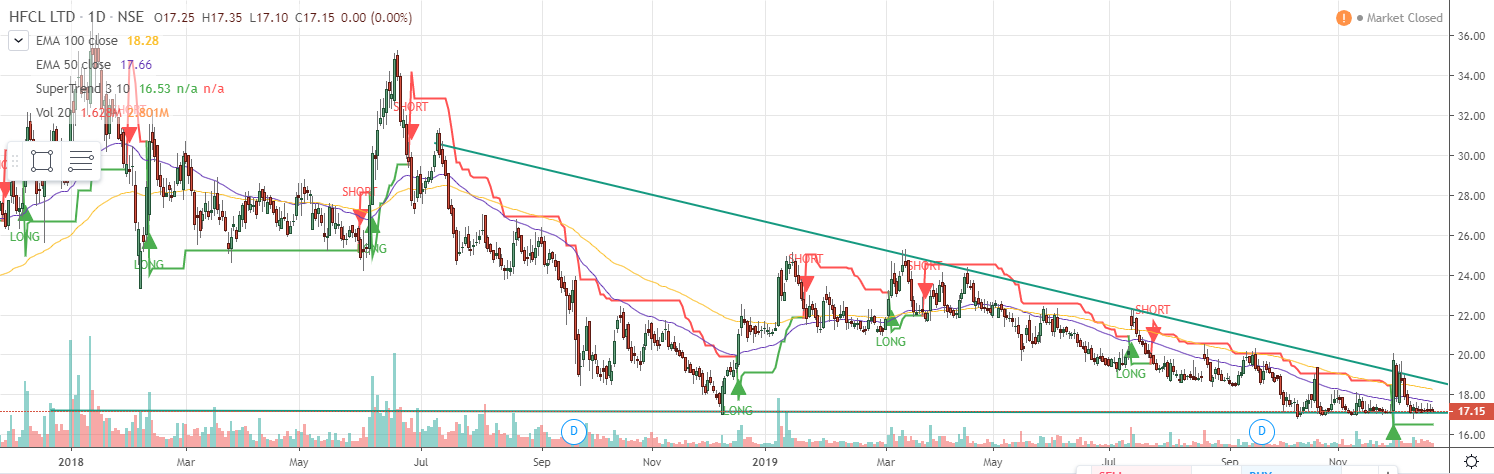 HFCL LTD · 1D · NSE O17.25 H17.35 L17.10 C17.15 0.00 (0.00%)
Market Closed
EMA 100 close 18.28
EMA 50 close 17.66
SuperTrend 3 10 16.53 n/a n/a
Vol 20 1.628M 2.801M
SHORT
SHORT
SHORT
SHORT
SHORT
SHORT
LONG
LONG
LONG
LONG
LONG
LONG
D
D
36.00
34.00
32.00
30.00
28.00
26.00
24.00
22.00
20.00
18.00
17.15
16.00
2018 Mar May Jul Sep Nov 2019 Mar May Jul Sep Nov
SELL BUY